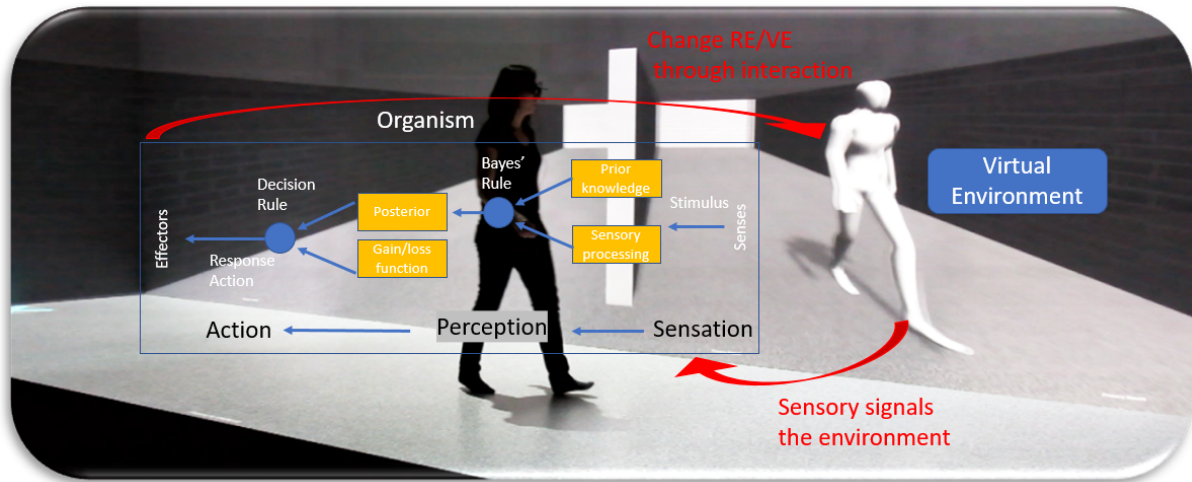 Change RE/VE
through interaction
Organism
Virtual
Environment
Bayes'
Rule
Prior
knowledge
Decision
Rule
Posterior
Stimulus
Senses
Effectors
Sensory
processing
Gain/loss
function
Response
Action
Action
Perception
Sensation
Sensory signals
the environment